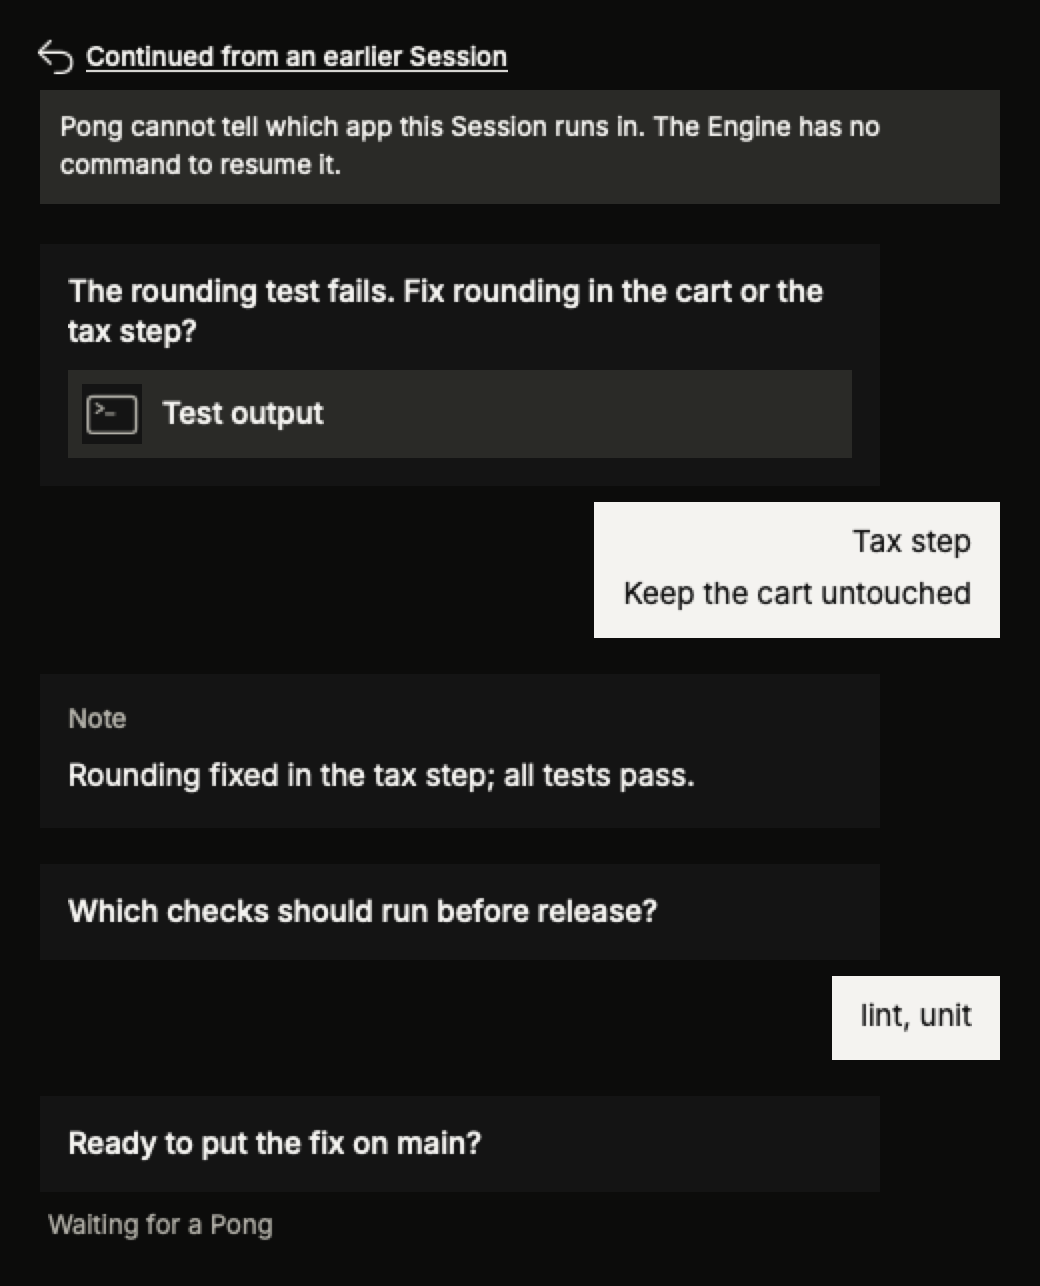 Continued from an earlier Session
Pong cannot tell which app this Session runs in. The Engine has no
command to resume it.
The rounding test fails. Fix rounding in the cart or the
tax step?
>_
Test output
Tax step
Keep the cart untouched
Note
Rounding fixed in the tax step; all tests pass.
Which checks should run before release?
lint, unit
Ready to put the fix on main?
Waiting for a Pong